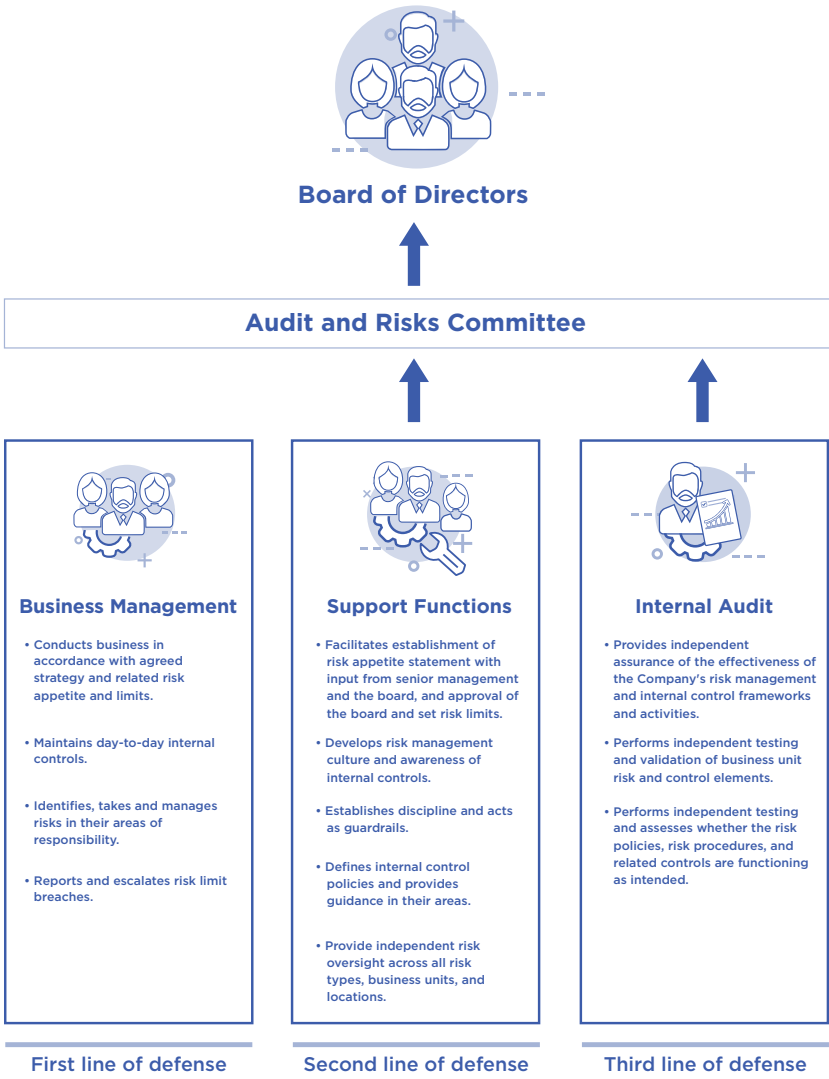 Board of Directors
Audit and Risks Committee
Business Management
• Conducts business in
accordance with agreed
strategy and related risk
appetite and limits.
• Maintains day-to-day internal
controls.
• Identifies, takes and manages
risks in their areas of
responsibility.
• Reports and escalates risk limit
breaches.
First line of defense
Support Functions
• Facilitates establishment of
risk appetite statement with
input from senior management
and the board, and approval of
the board and set risk limits.
• Develops risk management
culture and awareness of
internal controls.
• Establishes discipline and acts
as guardrails.
• Defines internal control
policies and provides
guidance in their areas.
• Provide independent risk
oversight across all risk
types, business units, and
locations.
Second line of defense
Internal Audit
• Provides independent
assurance of the effectiveness of
the Company's risk management
and internal control frameworks
and activities.
• Performs independent testing
and validation of business unit
risk and control elements.
• Performs independent testing
and assesses whether the risk
policies, risk procedures, and
related controls are functioning
as intended.
Third line of defense